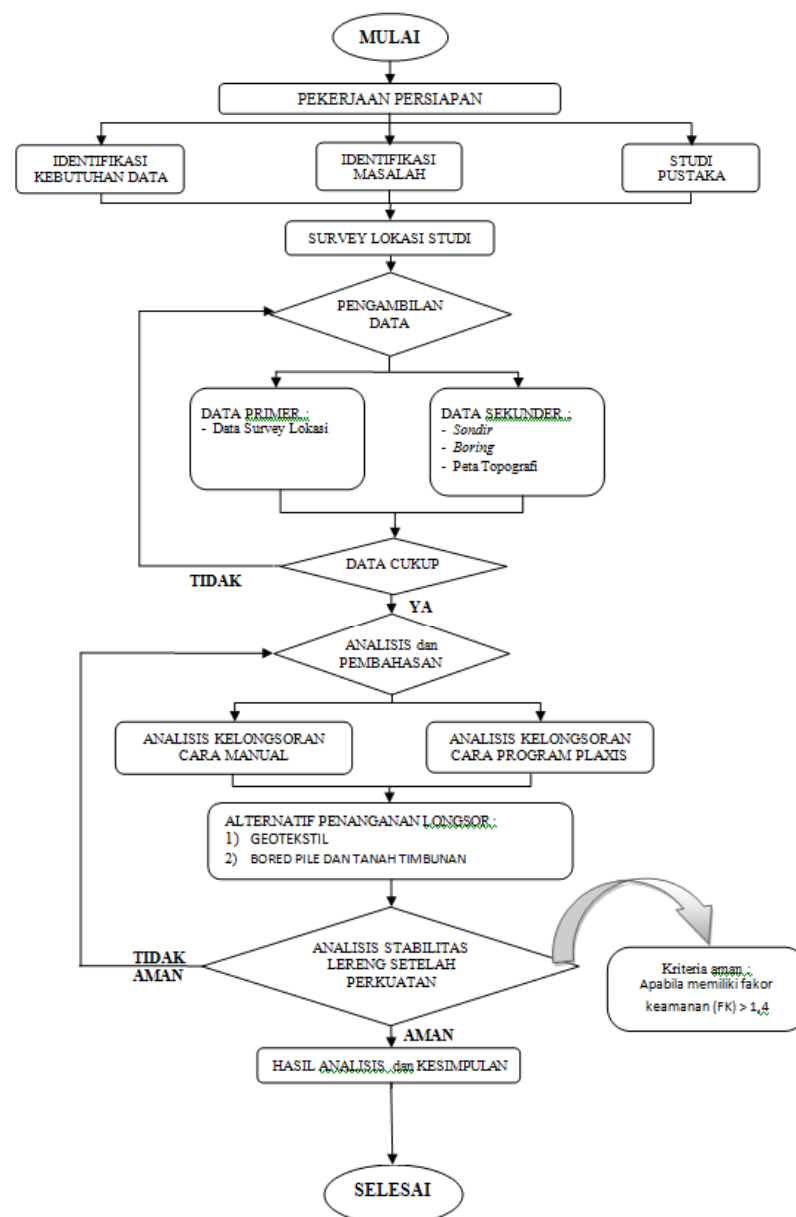 MULAI
PEKERJAAN PERSIAPAN
IDENTIFIKASI
KEBUTUHAN DATA
IDENTIFIKASI
MASALAH
STUDI
PUSTAKA
SURVEY LOKASI STUDI
PENGAMBILAN
DATA
DATA PRIMER :
- Data Survey Lokasi
DATA SEKUNDER :
- Sondir
- Boring
- Peta Topografi
DATA CUKUP
TIDAK
YA
ANALISIS dan
PEMBAHASAN
ANALISIS KELONGSORAN
CARA MANUAL
ANALISIS KELONGSORAN
CARA PROGRAM PLAXIS
ALTERNATIF PENANGANAN LONGSOR :
1) GEOTEKSTIL
2) BORED PILE DAN TANAH TIMBUNAN
ANALISIS STABILITAS
LERENG SETELAH
PERKUATAN
TIDAK
AMAN
Kriteria aman :
Apabila memiliki fakor
keamanan (FK) > 1,4
AMAN
HASIL ANALISIS dan KESIMPULAN
SELESAI